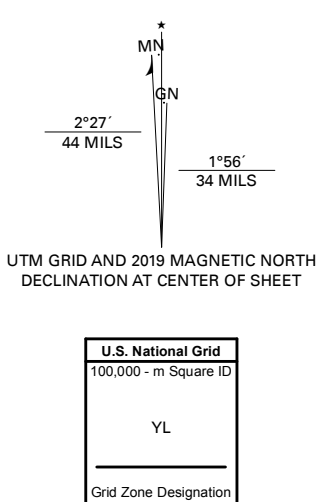 ★
MN
GN
2°27´
44 MILS
1°56´
34 MILS
UTM GRID AND 2019 MAGNETIC NORTH
DECLINATION AT CENTER OF SHEET
U.S. National Grid
100,000 - m Square ID
YL
Grid Zone Designation